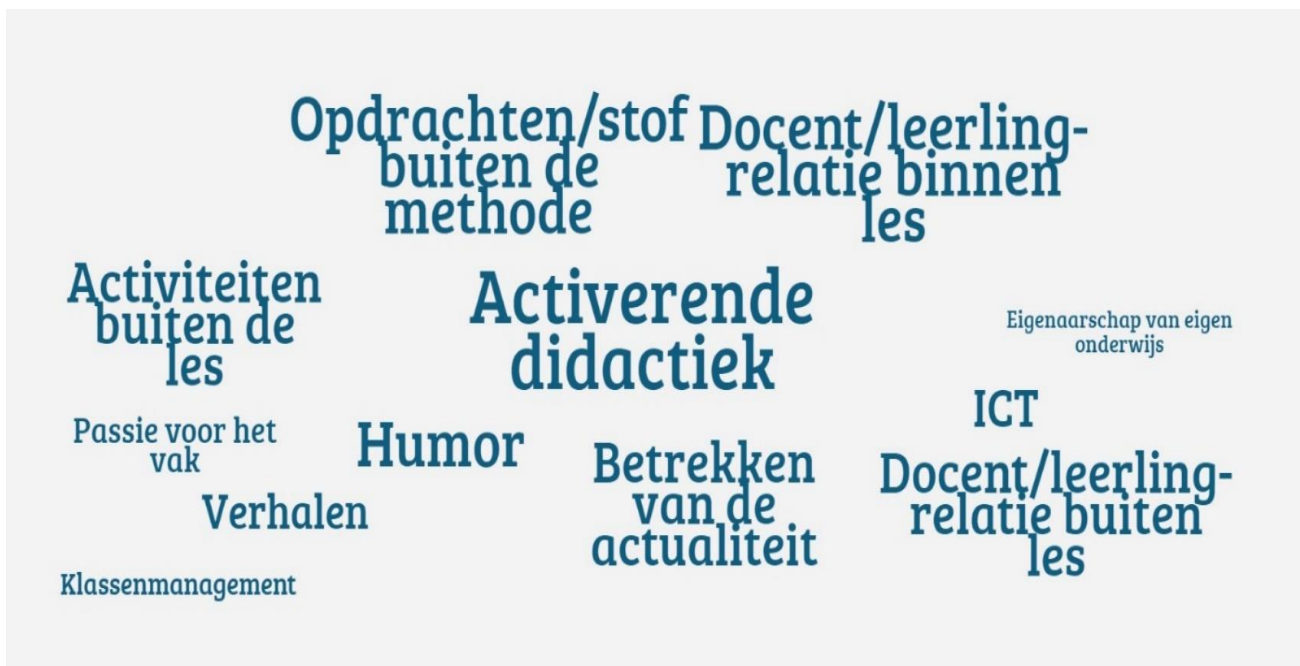 Opdrachten/stof
buiten de
methode
Docent/leerling-
relatie binnen
les
Activiteiten
buiten de
les
Activerende
didactiek
Eigenaarschap van eigen
onderwijs
ICT
Passie voor het
vak
Humor
Betrekken
van de
actualiteit
Docent/leerling-
relatie buiten
les
Verhalen
Klassenmanagement